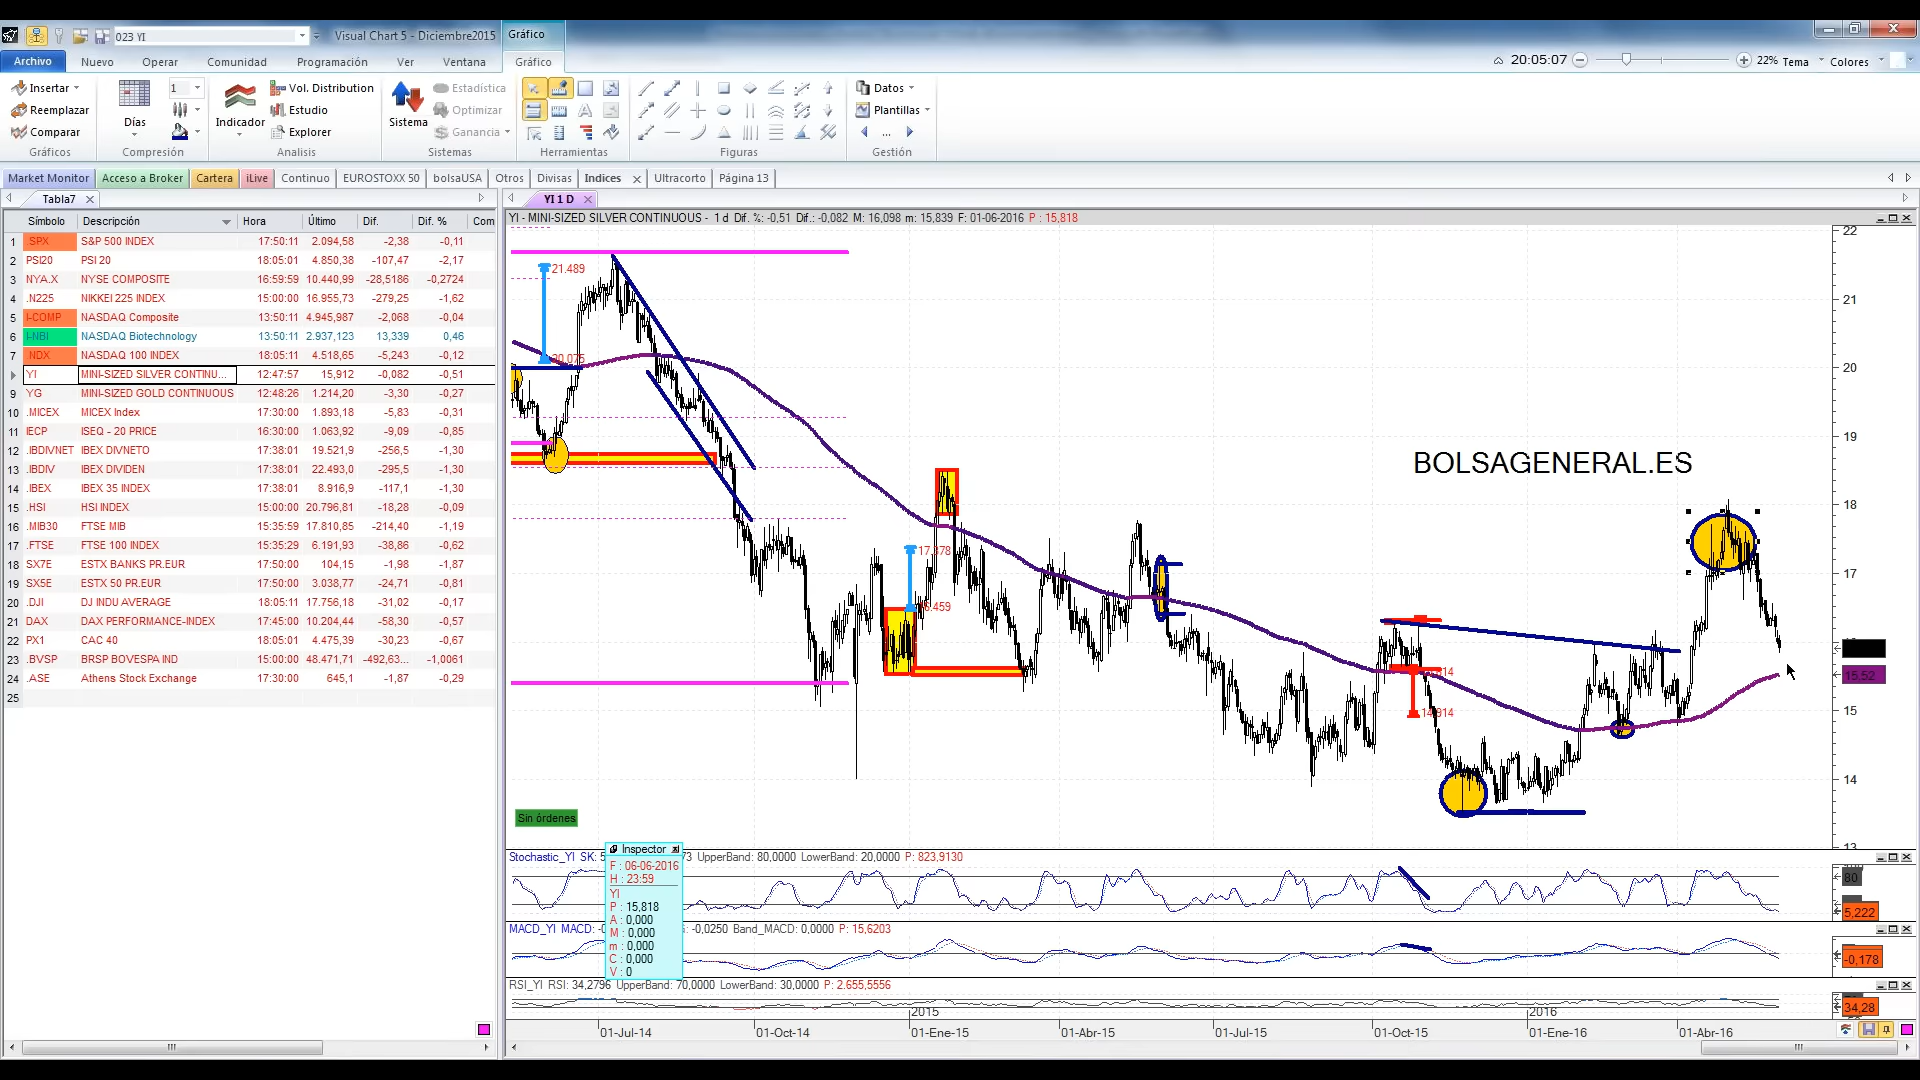 023 YI
Visual Chart 5 - Diciembre2015
Gráfico
Archivo
Nuevo
Operar
Comunidad
Programación
Ver
Ventana
Gráfico
20:05:07
22%
Tema
Colores
Insertar
Reemplazar
Comparar
Gráficos
Días
1
Compresión
Indicador
Vol. Distribution
Estudio
Explorer
Analisis
Sistema
Estadística
Optimizar
Ganancia
Sistemas
Herramientas
Figuras
Datos
Plantillas
...
Gestión
Market Monitor
Acceso a Broker
Cartera
iLive
Continuo
EUROSTOXX 50
bolsaUSA
Otros
Divisas
Indices
Ultracorto
Página 13
Tabla7
Símbolo Descripción Hora Último Dif. Dif. % Com
1 .SPX S&P 500 INDEX 17:50:11 2.094,58 -2,38 -0,11
2 PSI20 PSI 20 18:05:01 4.850,38 -107,47 -2,17
3 NYA.X NYSE COMPOSITE 16:59:59 10.440,99 -28,5186 -0,2724
4 .N225 NIKKEI 225 INDEX 15:00:00 16.955,73 -279,25 -1,62
5 I-COMP NASDAQ Composite 13:50:11 4.945,987 -2,068 -0,04
6 I-NBI NASDAQ Biotechnology 13:50:11 2.937,123 13,339 0,46
7 .NDX NASDAQ 100 INDEX 18:05:11 4.518,65 -5,243 -0,12
YI MINI-SIZED SILVER CONTINU... 12:47:57 15,912 -0,082 -0,51
9 YG MINI-SIZED GOLD CONTINUOUS 12:48:26 1.214,20 -3,30 -0,27
10 .MICEX MICEX Index 17:30:00 1.893,18 -5,83 -0,31
11 IECP ISEQ - 20 PRICE 16:30:00 1.063,92 -9,09 -0,85
12 .IBDIVNET IBEX DIVNETO 17:38:01 19.521,9 -256,5 -1,30
13 .IBDIV IBEX DIVIDEN 17:38:01 22.493,0 -295,5 -1,30
14 .IBEX IBEX 35 INDEX 17:38:01 8.916,9 -117,1 -1,30
15 .HSI HSI INDEX 15:00:00 20.796,81 -18,28 -0,09
16 .MIB30 FTSE MIB 15:35:59 17.810,85 -214,40 -1,19
17 .FTSE FTSE 100 INDEX 15:35:29 6.191,93 -38,86 -0,62
18 SX7E ESTX BANKS PR.EUR 17:50:00 104,15 -1,98 -1,87
19 SX5E ESTX 50 PR.EUR 17:50:00 3.038,77 -24,71 -0,81
20 .DJI DJ INDU AVERAGE 18:05:11 17.756,18 -31,02 -0,17
21 DAX DAX PERFORMANCE-INDEX 17:45:00 10.204,44 -58,30 -0,57
22 PX1 CAC 40 18:05:01 4.475,39 -30,23 -0,67
23 .BVSP BRSP BOVESPA IND 15:00:00 48.471,71 -492,63... -1,0061
24 .ASE Athens Stock Exchange 17:30:00 645,1 -1,87 -0,29
25
YI 1 D
YI - MINI-SIZED SILVER CONTINUOUS - 1 d Dif. %: -0,51 Dif.: -0,082 M: 16,098 m: 15,839 F: 01-06-2016 P : 15,818
22
21
20
19
18
17
15
14
13
21.489
20.075
17.378
14.914
15,52
BOLSAGENERAL.ES
Sin órdenes
Stochastic_YI SK: 5
73 UpperBand: 80,0000 LowerBand: 20,0000 P: 823,9130
80
5,222
Inspector
F : 06-06-2016
H : 23:59
YI
P : 15,818
A : 0,000
M : 0,000
m : 0,000
C : 0,000
V : 0
MACD_YI MACD: -0
-0,0250 Band_MACD: 0,0000 P: 15,6203
-0,178
RSI_YI RSI: 34,2796 UpperBand: 70,0000 LowerBand: 30,0000 P: 2.655,5556
34,28
2015
2016
01-Jul-14
01-Oct-14
01-Ene-15
01-Abr-15
01-Jul-15
01-Oct-15
01-Ene-16
01-Abr-16